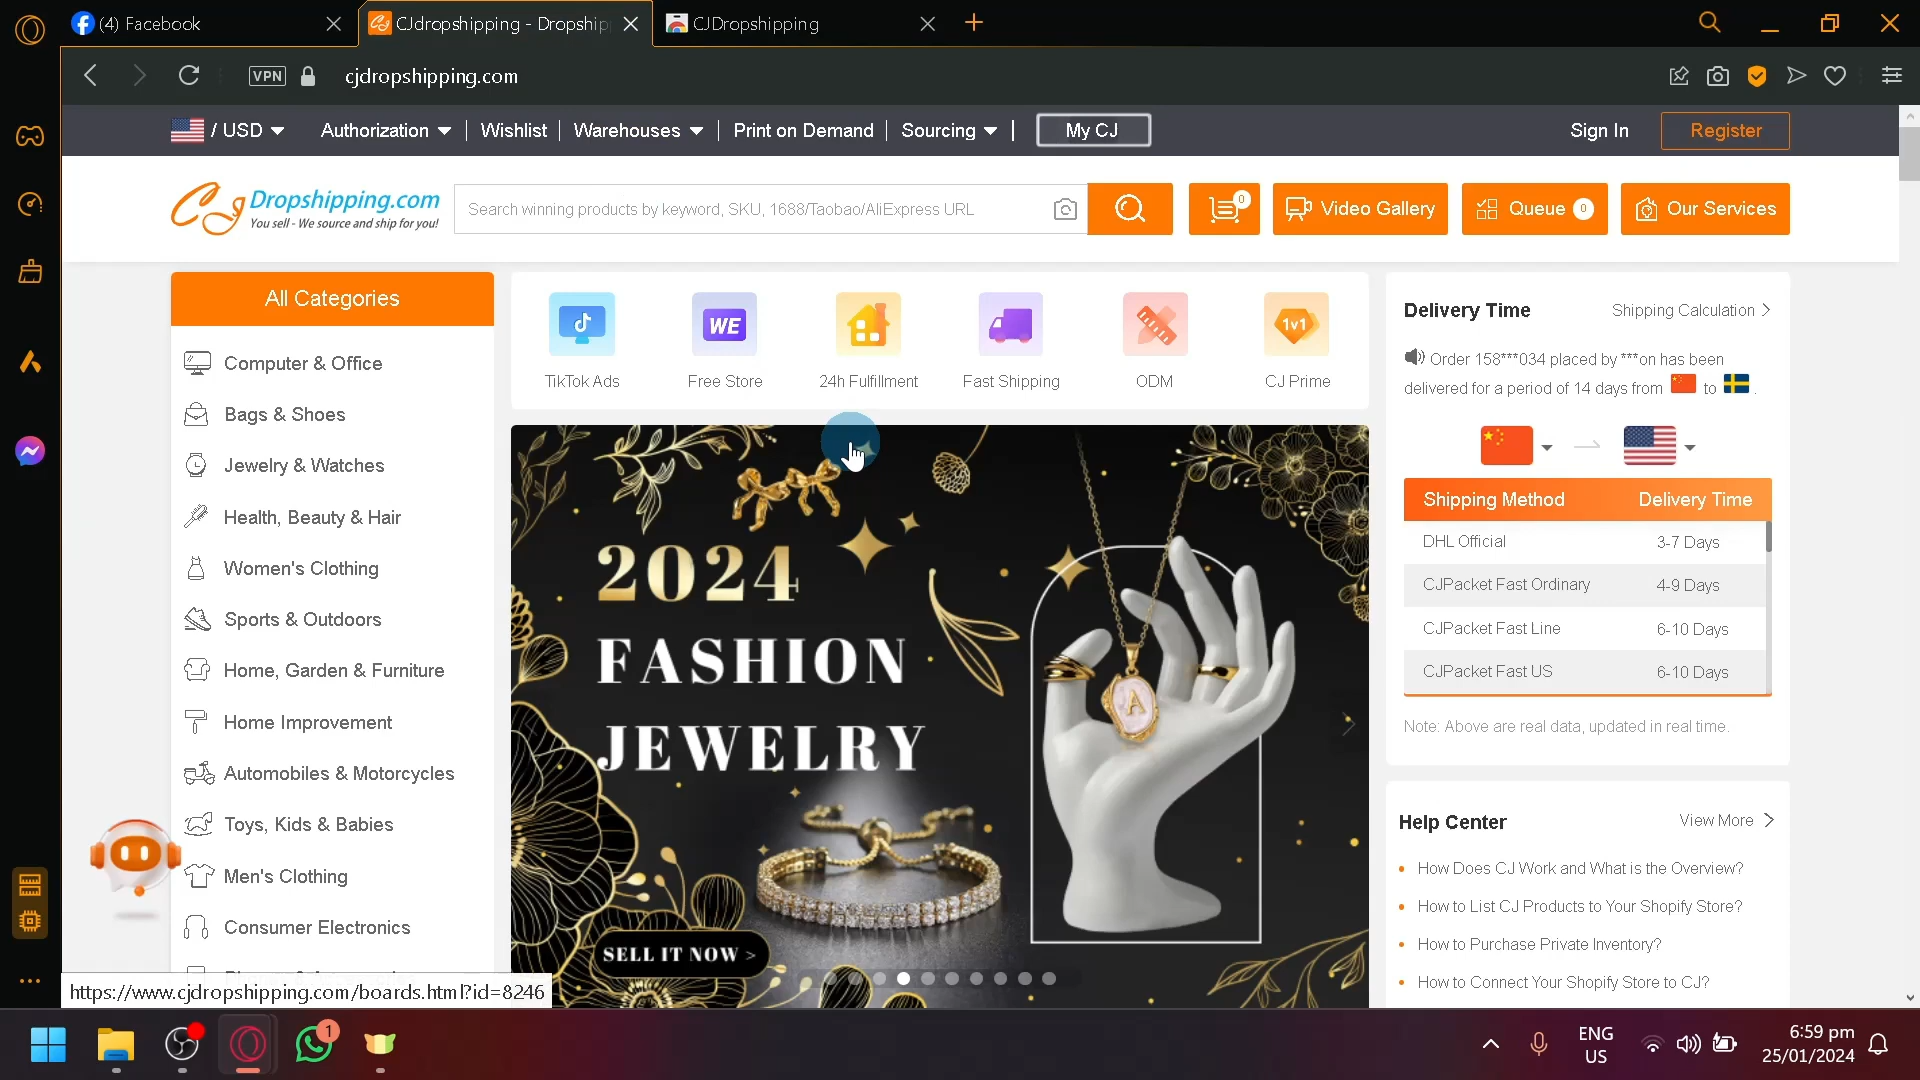 (4) Facebook
CJdropshipping - Dropship
CJDropshipping
VPN
cjdropshipping.com
/ USD
Authorization
Wishlist
Warehouses
Print on Demand
Sourcing
My CJ
Sign In
Register
CJ Dropshipping.com
You sell - We source and ship for you!
Search winning products by keyword, SKU, 1688/Taobao/AliExpress URL
0
Video Gallery
Queue 0
Our Services
All Categories
Computer & Office
Bags & Shoes
Jewelry & Watches
Health, Beauty & Hair
Women's Clothing
Sports & Outdoors
Home, Garden & Furniture
Home Improvement
Automobiles & Motorcycles
Toys, Kids & Babies
Men's Clothing
Consumer Electronics
https://www.cjdropshipping.com/boards.html?id=8246
WE
1v1
TikTok Ads
Free Store
24h Fulfillment
Fast Shipping
ODM
CJ Prime
2024
FASHION
JEWELRY
A
SELL IT NOW >
Delivery Time
Shipping Calculation >
Order 158***034 placed by ***on has been
delivered for a period of 14 days from to .
Shipping Method Delivery Time
DHL Official 3-7 Days
CJPacket Fast Ordinary 4-9 Days
CJPacket Fast Line 6-10 Days
CJPacket Fast US 6-10 Days
Note: Above are real data, updated in real time.
Help Center
View More >
• How Does CJ Work and What is the Overview?
• How to List CJ Products to Your Shopify Store?
• How to Purchase Private Inventory?
• How to Connect Your Shopify Store to CJ?
1
ENG
US
6:59 pm
25/01/2024